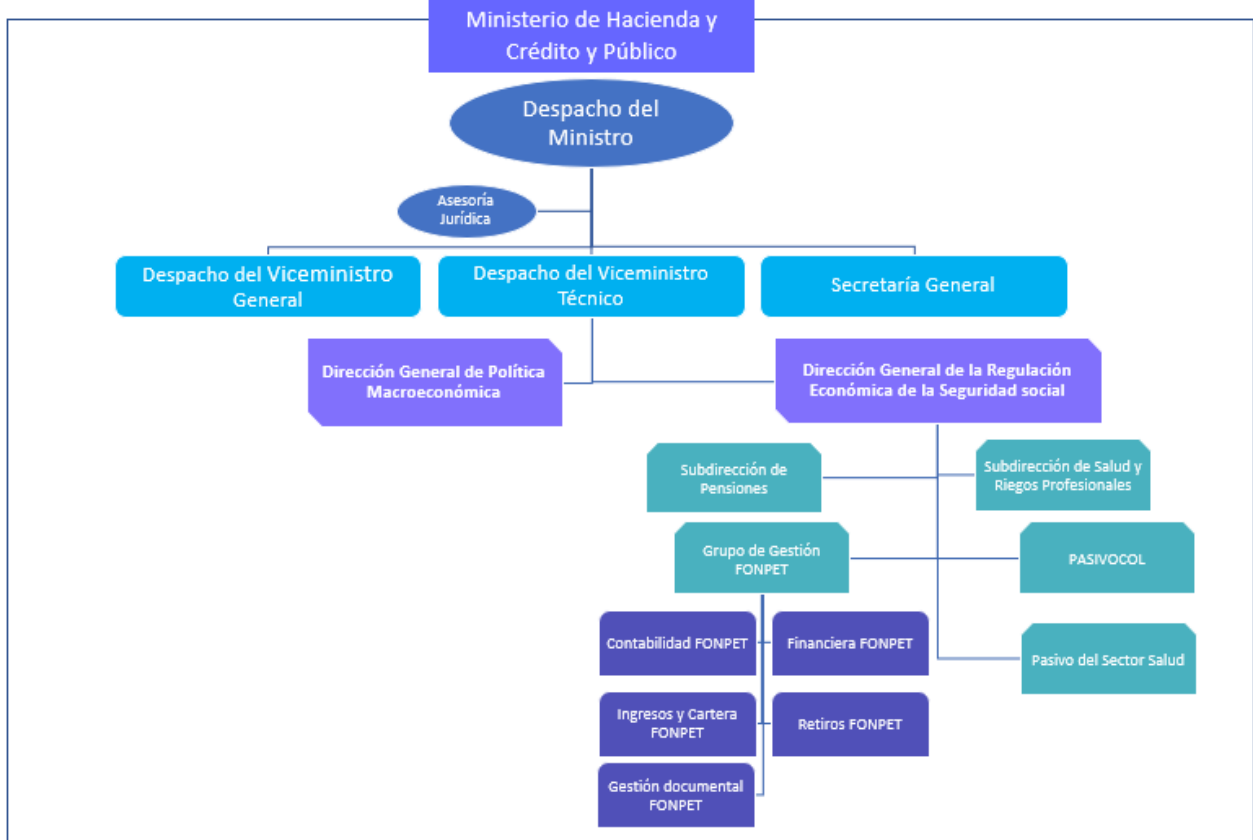 Ministerio de Hacienda y
Crédito y Público
Despacho del
Ministro
Asesoría
Jurídica
Despacho del Viceministro
General
Despacho del Viceministro
Técnico
Secretaría General
Dirección General de Política
Macroeconómica
Dirección General de la Regulación
Económica de la Seguridad social
Subdirección de
Pensiones
Subdirección de Salud y
Riegos Profesionales
Grupo de Gestión
FONPET
PASIVOCOL
Contabilidad FONPET
Financiera FONPET
Pasivo del Sector Salud
Ingresos y Cartera
FONPET
Retiros FONPET
Gestión documental
FONPET